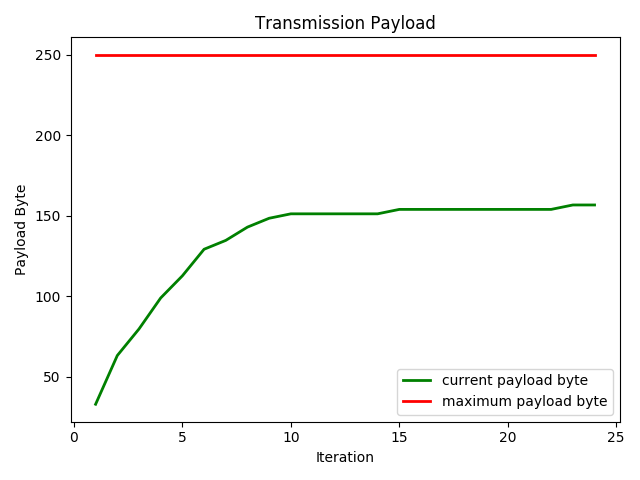 Transmission Payload
Payload Byte
250
200
150
100
50
0
5
10
15
20
25
Iteration
current payload byte
maximum payload byte